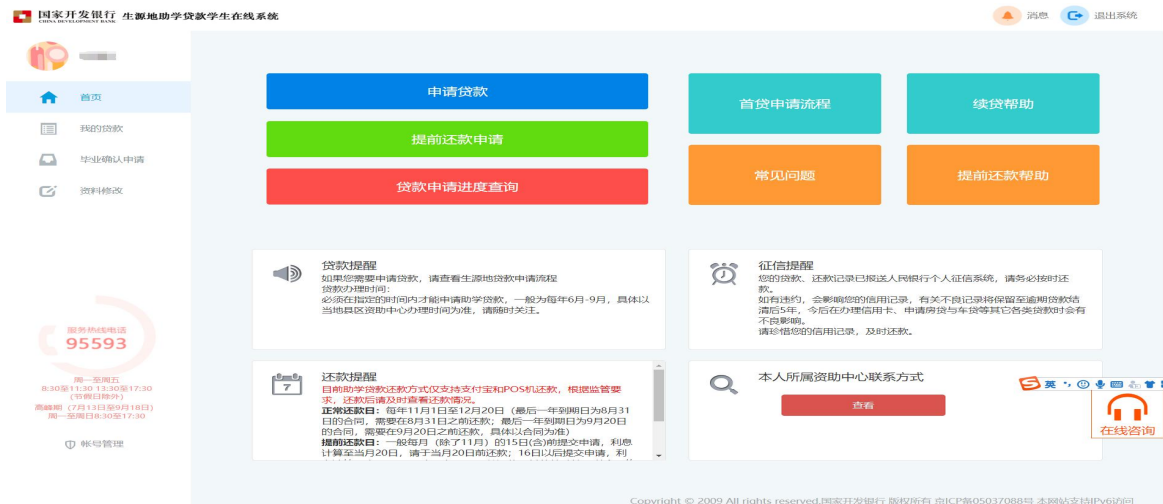 国家开发银行 生源地助学贷款学生在线系统
CHINA DEVELOPMENT BANK
消息
退出系统
首页
我的贷款
毕业确认申请
资料修改
服务热线电话
95593
周一至周五
8:30至11:30 13:30至17:30
(节假日除外)
高峰期 (7月13日至9月18日)
周一至周日8:30至17:30
帐号管理
申请贷款
提前还款申请
贷款申请进度查询
首贷申请流程
续贷帮助
常见问题
提前还款帮助
贷款提醒
如果您需要申请贷款，请查看生源地贷款申请流程
贷款办理时间:
必须在指定的时间内才能申请助学贷款，一般为每年6月-9月，具体以
当地县区资助中心办理时间为准，请随时关注。
征信提醒
您的贷款、还款记录已报送人民银行个人征信系统，请务必按时还
款。
如有违约，会影响您的信用记录，有关不良记录将保留至逾期贷款结
清后5年，今后在办理信用卡、申请房贷与车贷等其它各类贷款时会有
不良影响。
请珍惜您的信用记录，及时还款。
7
还款提醒
目前助学贷款还款方式仅支持支付宝和POS机还款，根据监管要
求，还款后请及时查看还款情况。
正常还款日：每年11月1日至12月20日（最后一年到期日为8月31
日的合同，需要在8月31日之前还款；最后一年到期日为9月20日
的合同，需要在9月20日之前还款，具体以合同为准）
提前还款日：一般每月（除了11月）的15日(含)前提交申请，利息
计算至当月20日，请于当月20日前还款；16日以后提交申请，利
本人所属资助中心联系方式
查看
英
在线咨询
Copyright © 2009 All rights reserved.国家开发银行 版权所有 京ICP备05037088号 本网站支持IPv6访问